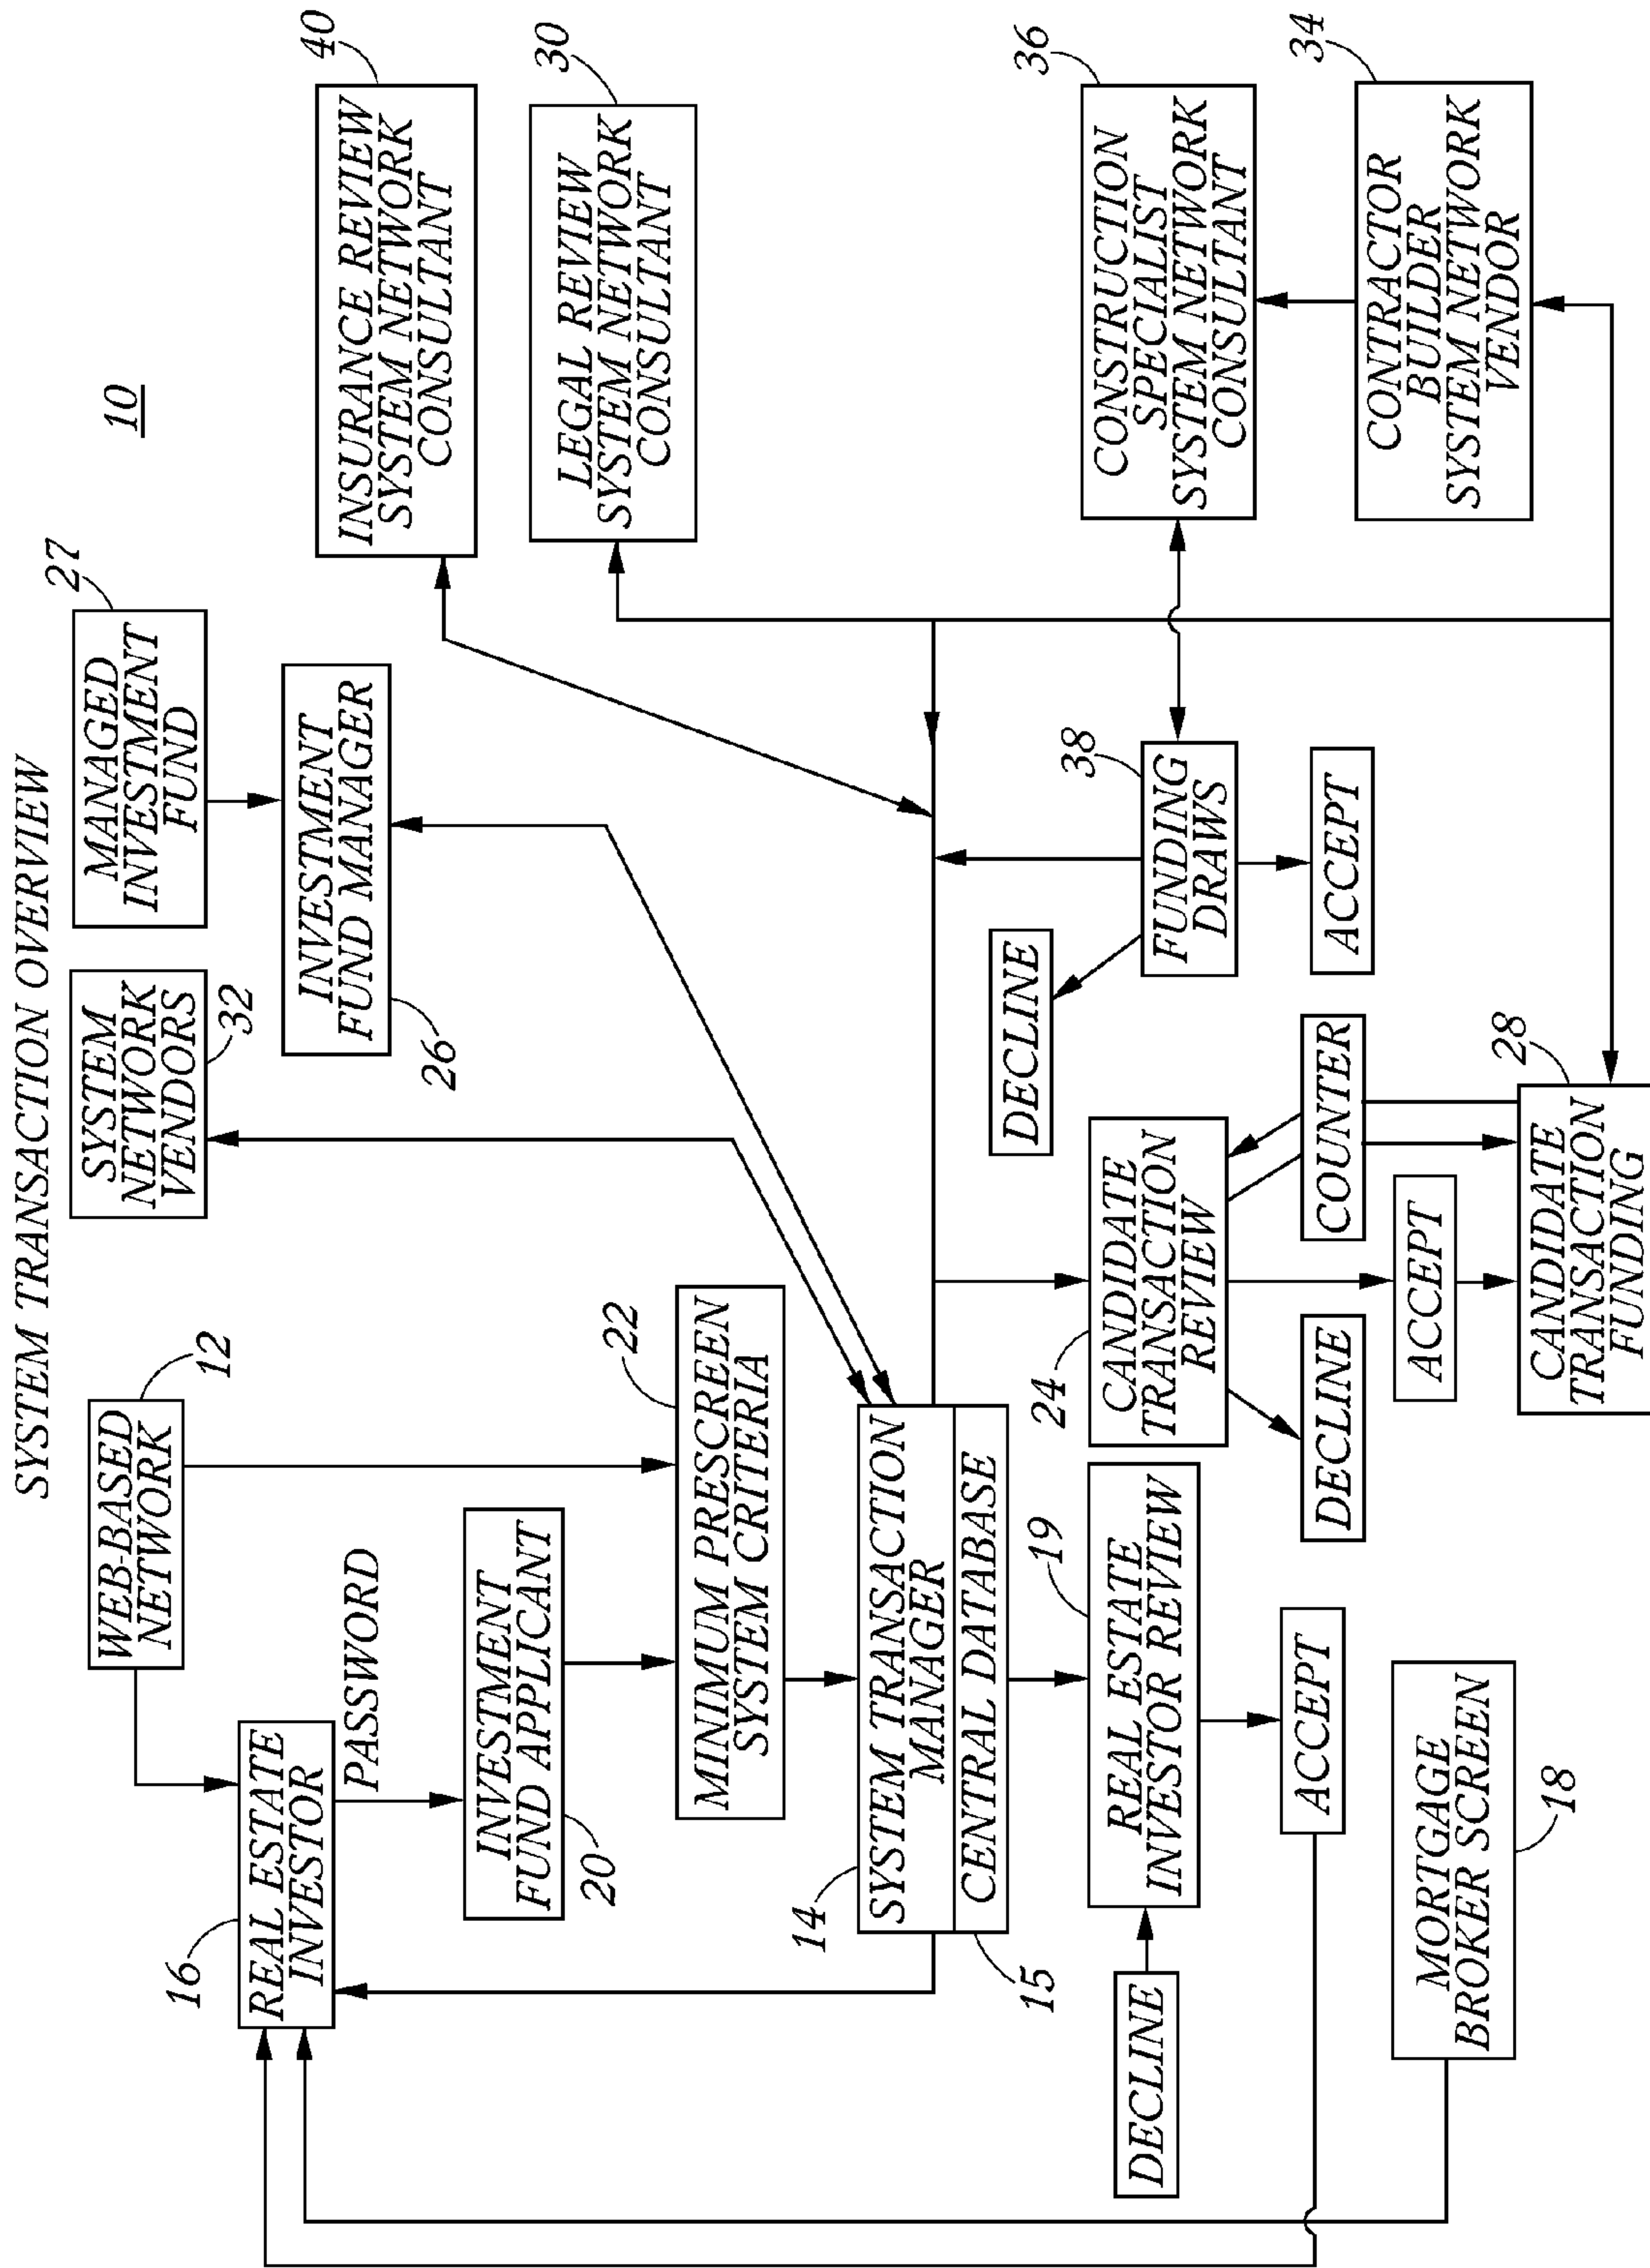 SYSTEM TRANSACTION OVERVIEW
10
WEB-BASED
NETWORK
12
SYSTEM
NETWORK
VENDORS
32
MANAGED
INVESTMENT
FUND
27
16
REAL ESTATE
INVESTOR
PASSWORD
INVESTMENT
FUND MANAGER
26
INSURANCE REVIEW
SYSTEM NETWORK
CONSULTANT
40
INVESTMENT
FUND APPLICANT
20
LEGAL REVIEW
SYSTEM NETWORK
CONSULTANT
30
MINIMUM PRESCREEN
SYSTEM CRITERIA
22
14
SYSTEM TRANSACTION
MANAGER
CENTRAL DATABASE
15
DECLINE
REAL ESTATE
INVESTOR REVIEW
19
ACCEPT
24
CANDIDATE
TRANSACTION
REVIEW
DECLINE
FUNDING
DRAWS
38
ACCEPT
CONSTRUCTION
SPECIALIST
SYSTEM NETWORK
CONSULTANT
36
DECLINE
COUNTER
ACCEPT
MORTGAGE
BROKER SCREEN
18
CONTRACTOR
BUILDER
SYSTEM NETWORK
VENDOR
34
CANDIDATE
TRANSACTION
FUNDING
28